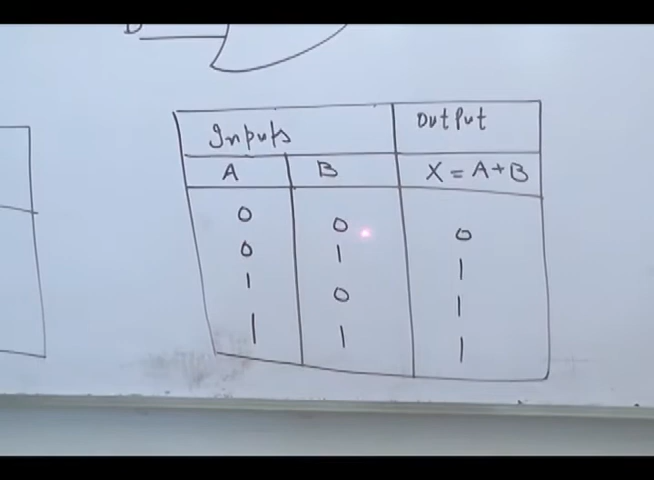 B
Inputs Output
A B X = A + B
0 0 0
0 1 1
1 0 1
1 1 1